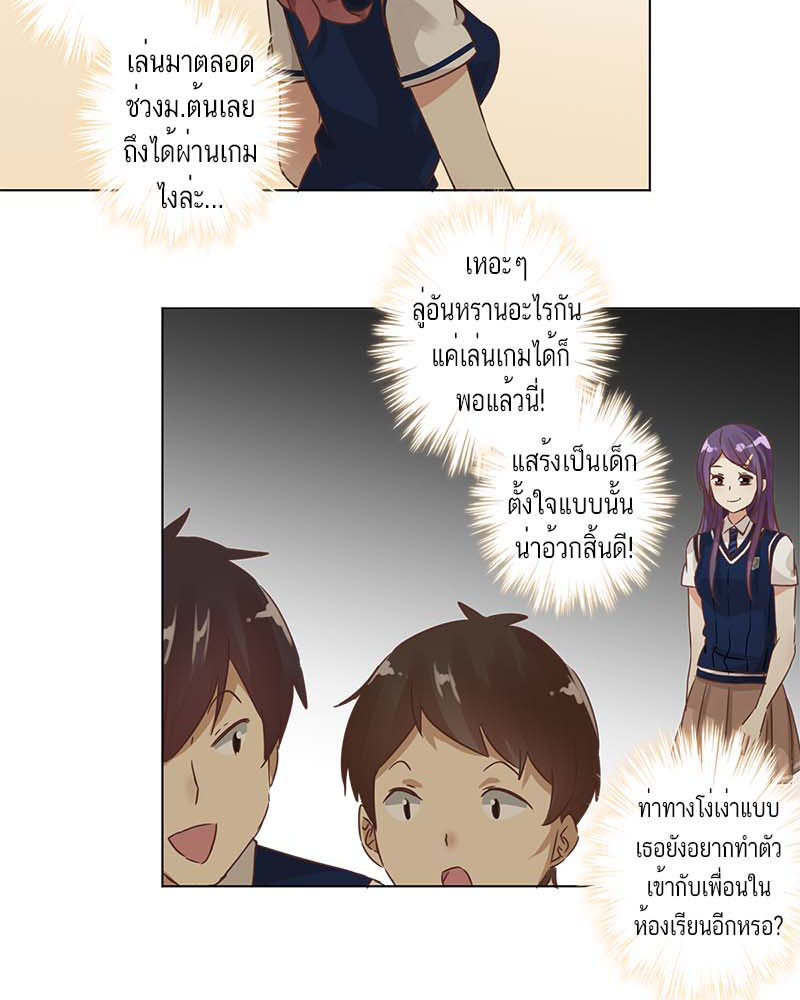 เล่นมาตลอด
ช่วงม.ต้นเลย
ถึงได้ผ่านเกม
ไงล่ะ...
เหอะๆ
ลู่อันหรานอะไรกัน
แค่เล่นเกมได้ก็
พอแล้วนี่!
แสร้งเป็นเด็ก
ตั้งใจแบบนั้น
น่าอ้วกสิ้นดี!
ท่าทางโง่เง่าแบบ
เธอยังอยากทำตัว
เข้ากับเพื่อนใน
ห้องเรียนอีกหรอ?